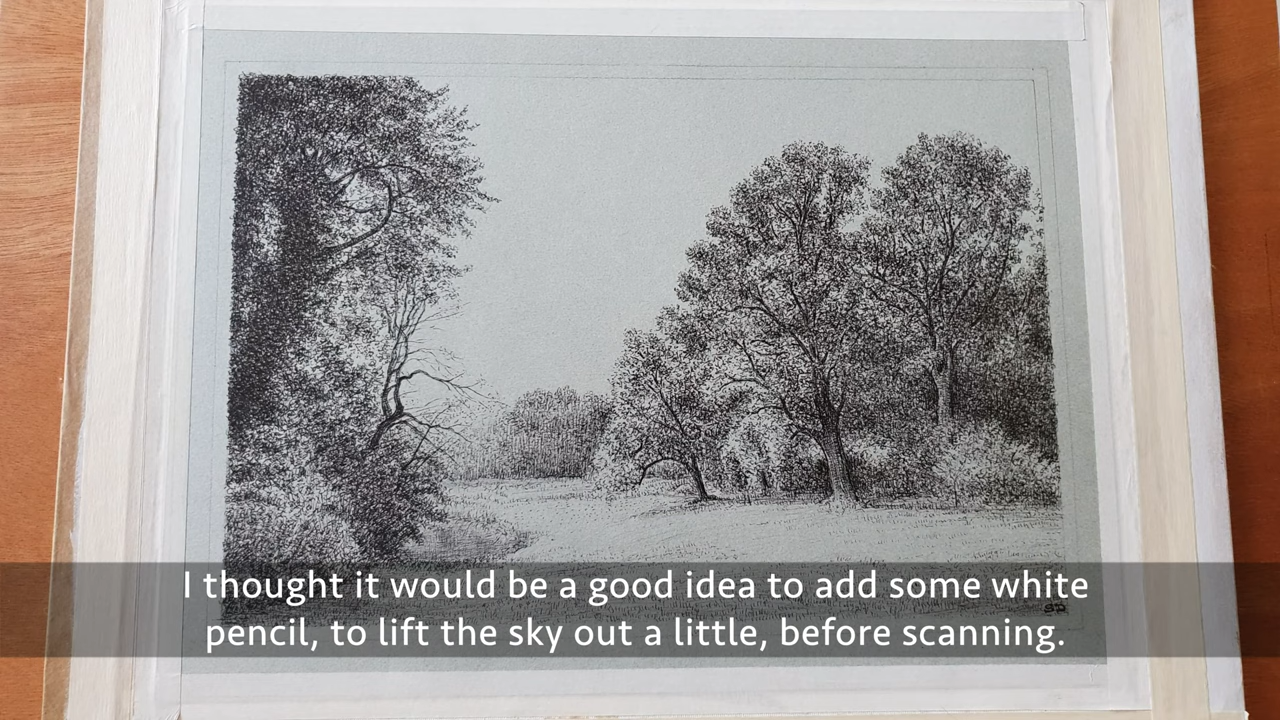 SD
I thought it would be a good idea to add some white
pencil, to lift the sky out a little, before scanning.